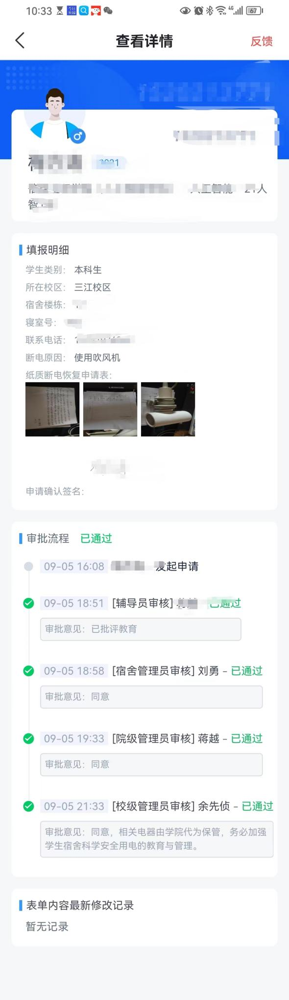 10:33
4G
67
查看详情
反馈
2021
人工智能
21人
智
填报明细
学生类别： 本科生
所在校区： 三江校区
宿舍楼栋：
寝室号：
联系电话：
断电原因： 使用吹风机
纸质断电恢复申请表：
LEGION
申请确认签名：
审批流程 已通过
09-05 16:08 发起申请
09-05 18:51 [辅导员审核] 已通过
审批意见：已批评教育
09-05 18:58 [宿舍管理员审核] 刘勇 - 已通过
审批意见：同意
09-05 19:33 [院级管理员审核] 蒋越 - 已通过
审批意见：同意
09-05 21:33 [校级管理员审核] 余先侦 - 已通过
审批意见：同意，相关电器由学院代为保管，务必加强
学生宿舍科学安全用电的教育与管理。
表单内容最新修改记录
暂无记录